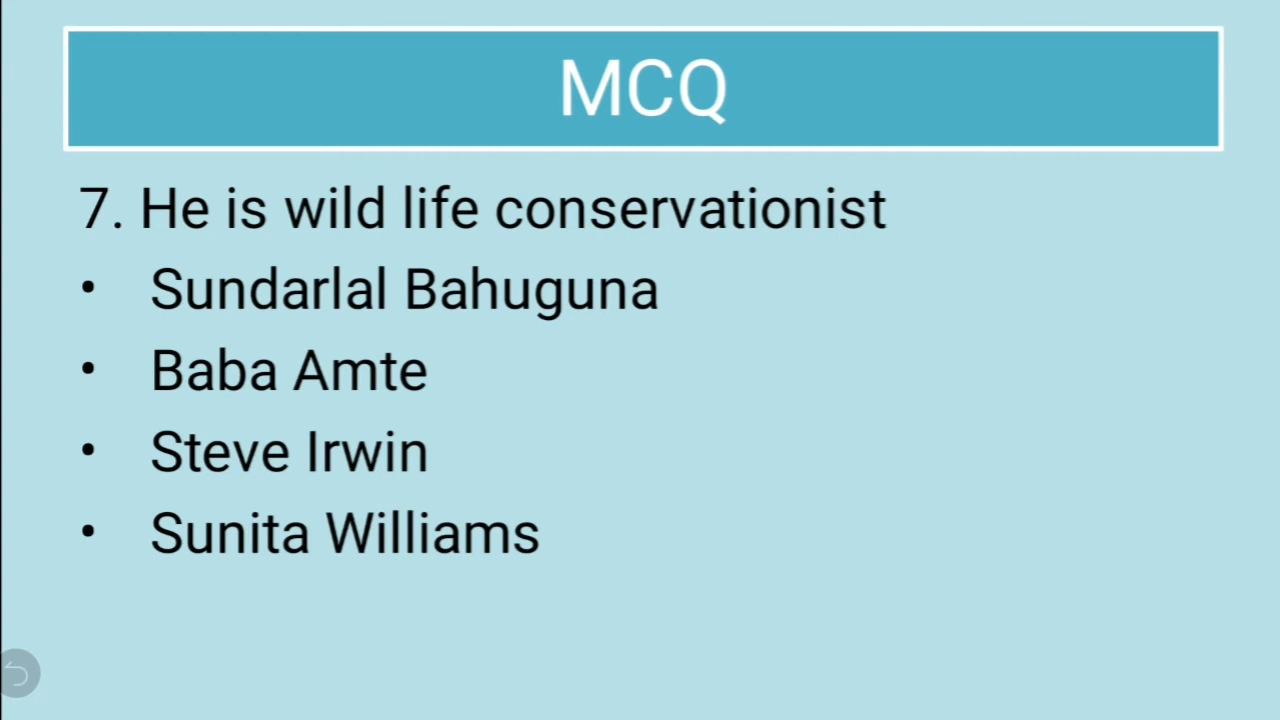 MCQ
7. He is wild life conservationist
• Sundarlal Bahuguna
• Baba Amte
• Steve Irwin
• Sunita Williams